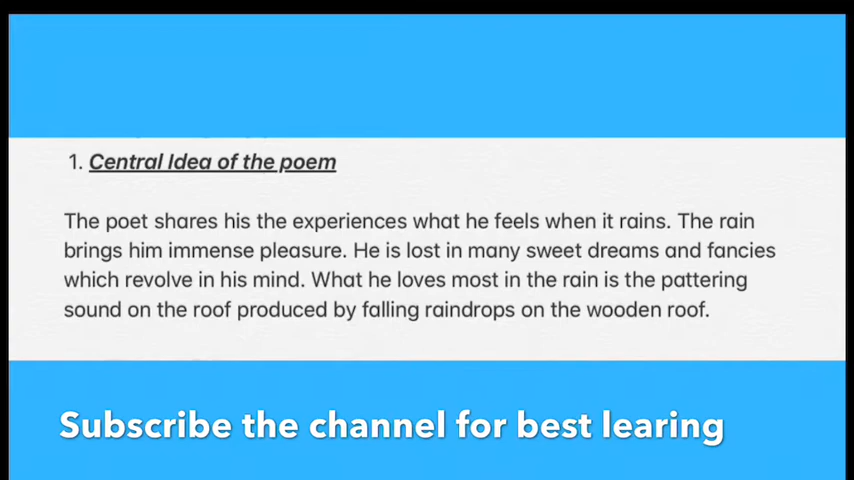 1. Central Idea of the poem
The poet shares his the experiences what he feels when it rains. The rain
brings him immense pleasure. He is lost in many sweet dreams and fancies
which revolve in his mind. What he loves most in the rain is the pattering
sound on the roof produced by falling raindrops on the wooden roof.
Subscribe the channel for best learing